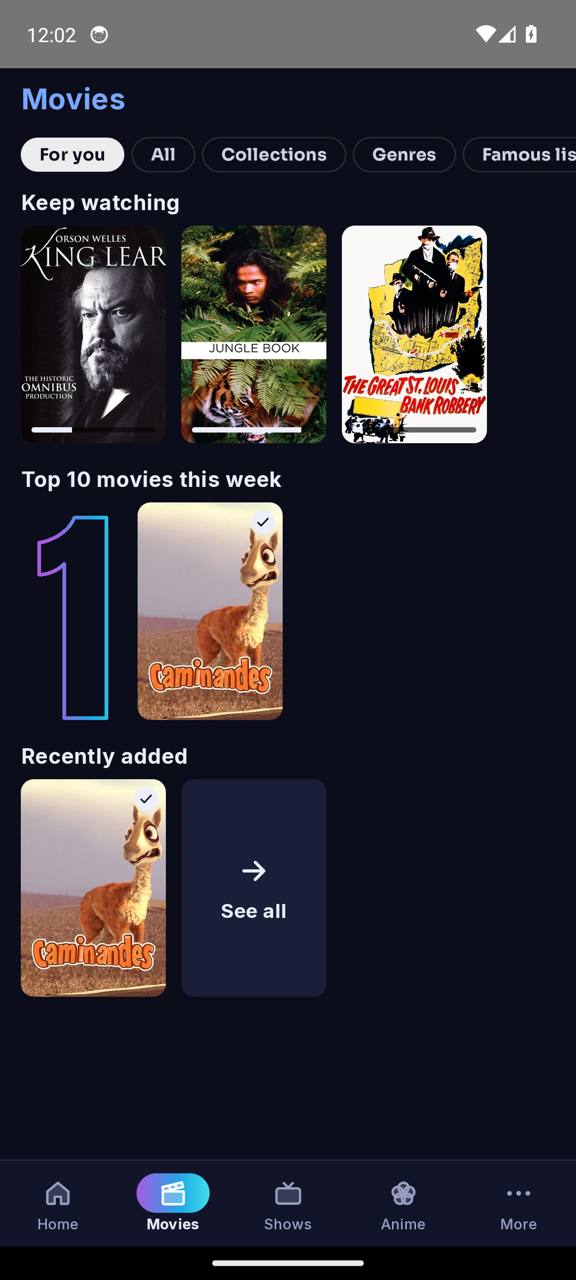 12:02
Movies
For you
All
Collections
Genres
Famous lis
Keep watching
ORSON WELLES
KING LEAR
THE HISTORIC
OMNIBUS
PRODUCTION
JUNGLE BOOK
THE GREAT ST. LOUIS
BANK ROBBERY
Top 10 movies this week
1
Caminandes
Recently added
Caminandes
See all
Home
Movies
Shows
Anime
More